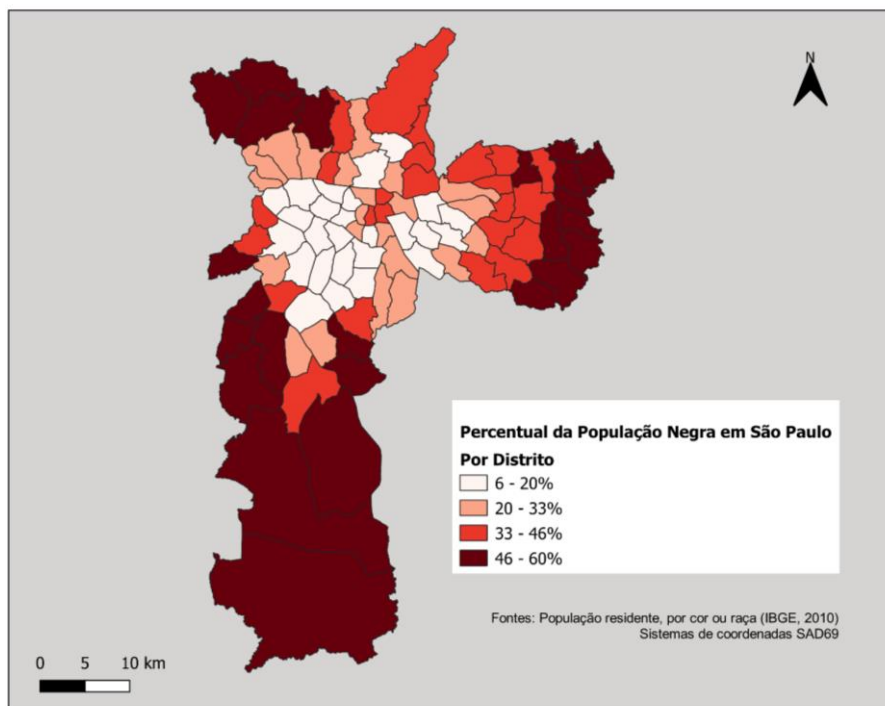 N
Percentual da População Negra em São Paulo
Por Distrito
6 - 20%
20 - 33%
33 - 46%
46 - 60%
Fontes: População residente, por cor ou raça (IBGE, 2010)
Sistemas de coordenadas SAD69
0 5 10 km